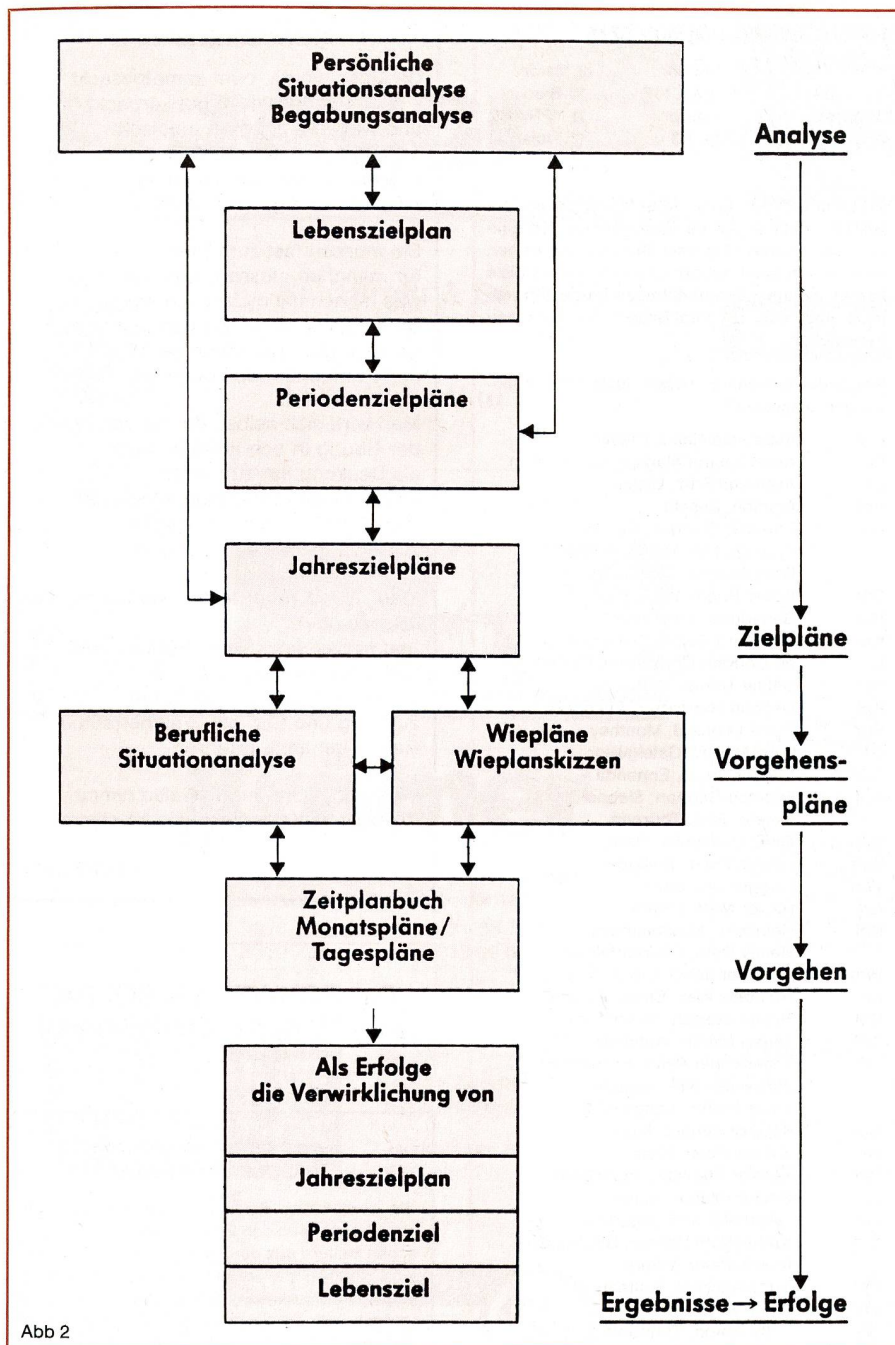 Persönliche
Situationsanalyse
Begabungsanalyse
Analyse
Lebenszielplan
Periodenzielpläne
Jahreszielpläne
Zielpläne
Berufliche
Situationanalyse
Wiepläne
Wieplanskizzen
Vorgehens-
pläne
Zeitplanbuch
Monatspläne/
Tagespläne
Vorgehen
Als Erfolge
die Verwirklichung von
Jahreszielplan
Periodenziel
Lebensziel
Ergebnisse → Erfolge
Abb 2